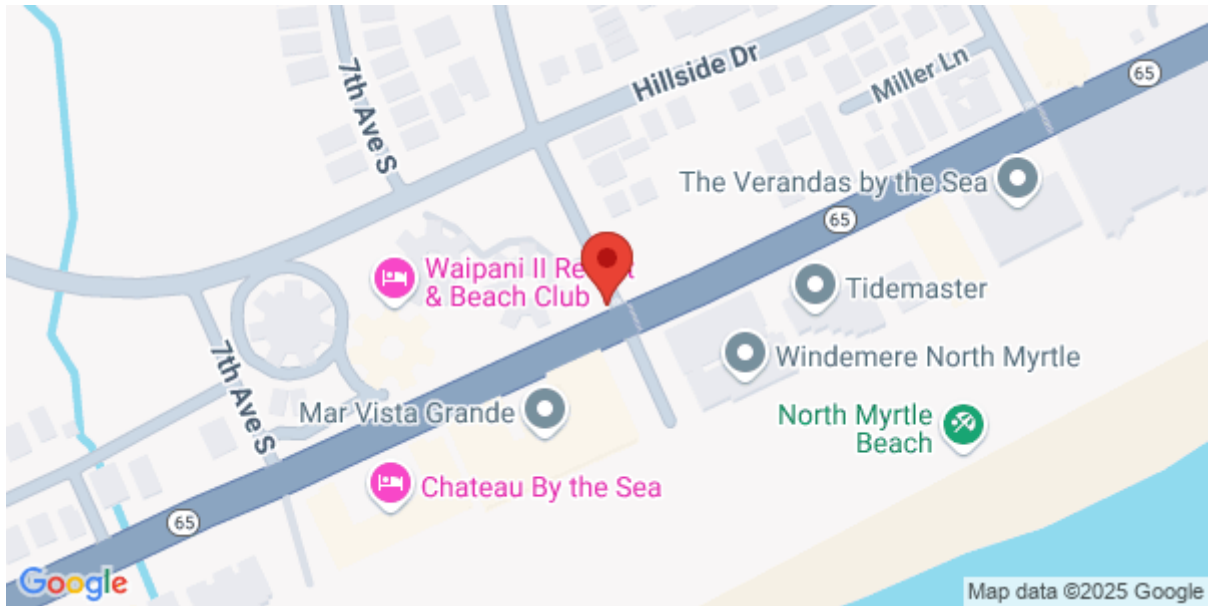 Hillside Dr
Miller Ln
65
7th Ave S
The Verandas by the Sea
65
Waipani II Re t
& Beach Club
Tidemaster
Windemere North Myrtle
7th Ave S
Mar Vista Grande
North Myrtle
Beach
Chateau By the Sea
65
Google
Map data ©2025 Google